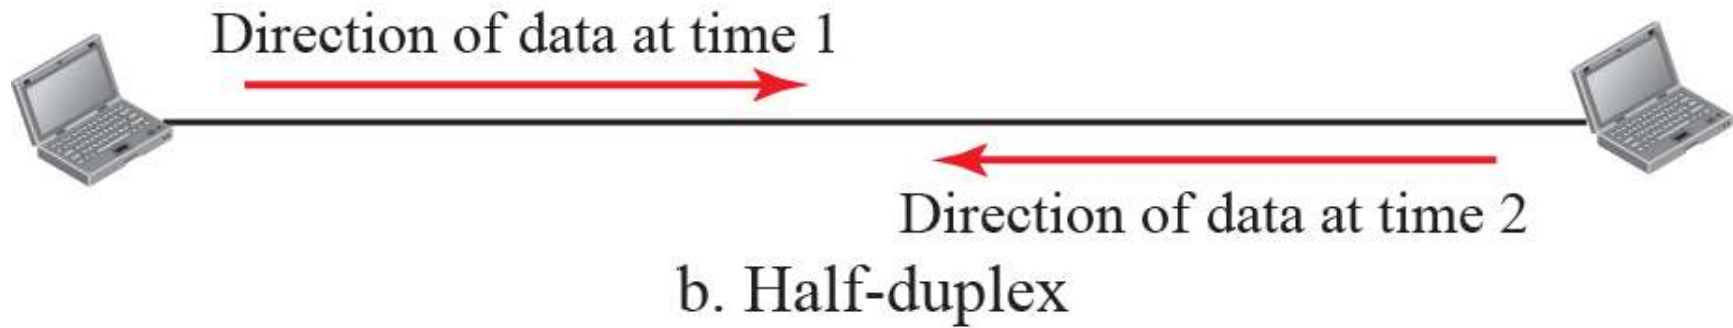 Direction of data at time 1
Direction of data at time 2
b. Half-duplex